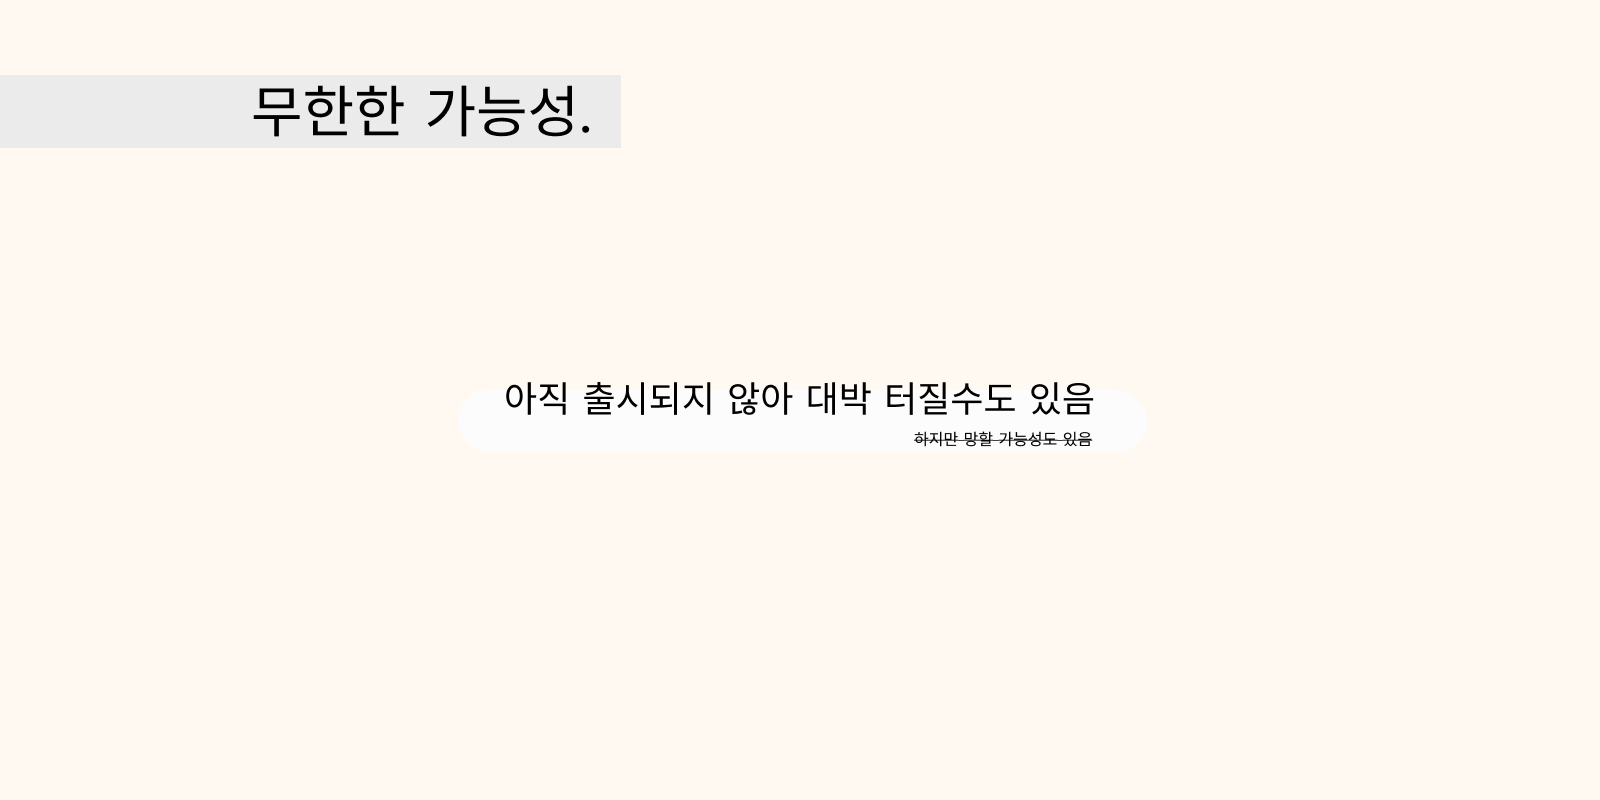 무한한 가능성.
아직 출시되지 않아 대박 터질수도 있음
하지만 망할 가능성도 있음